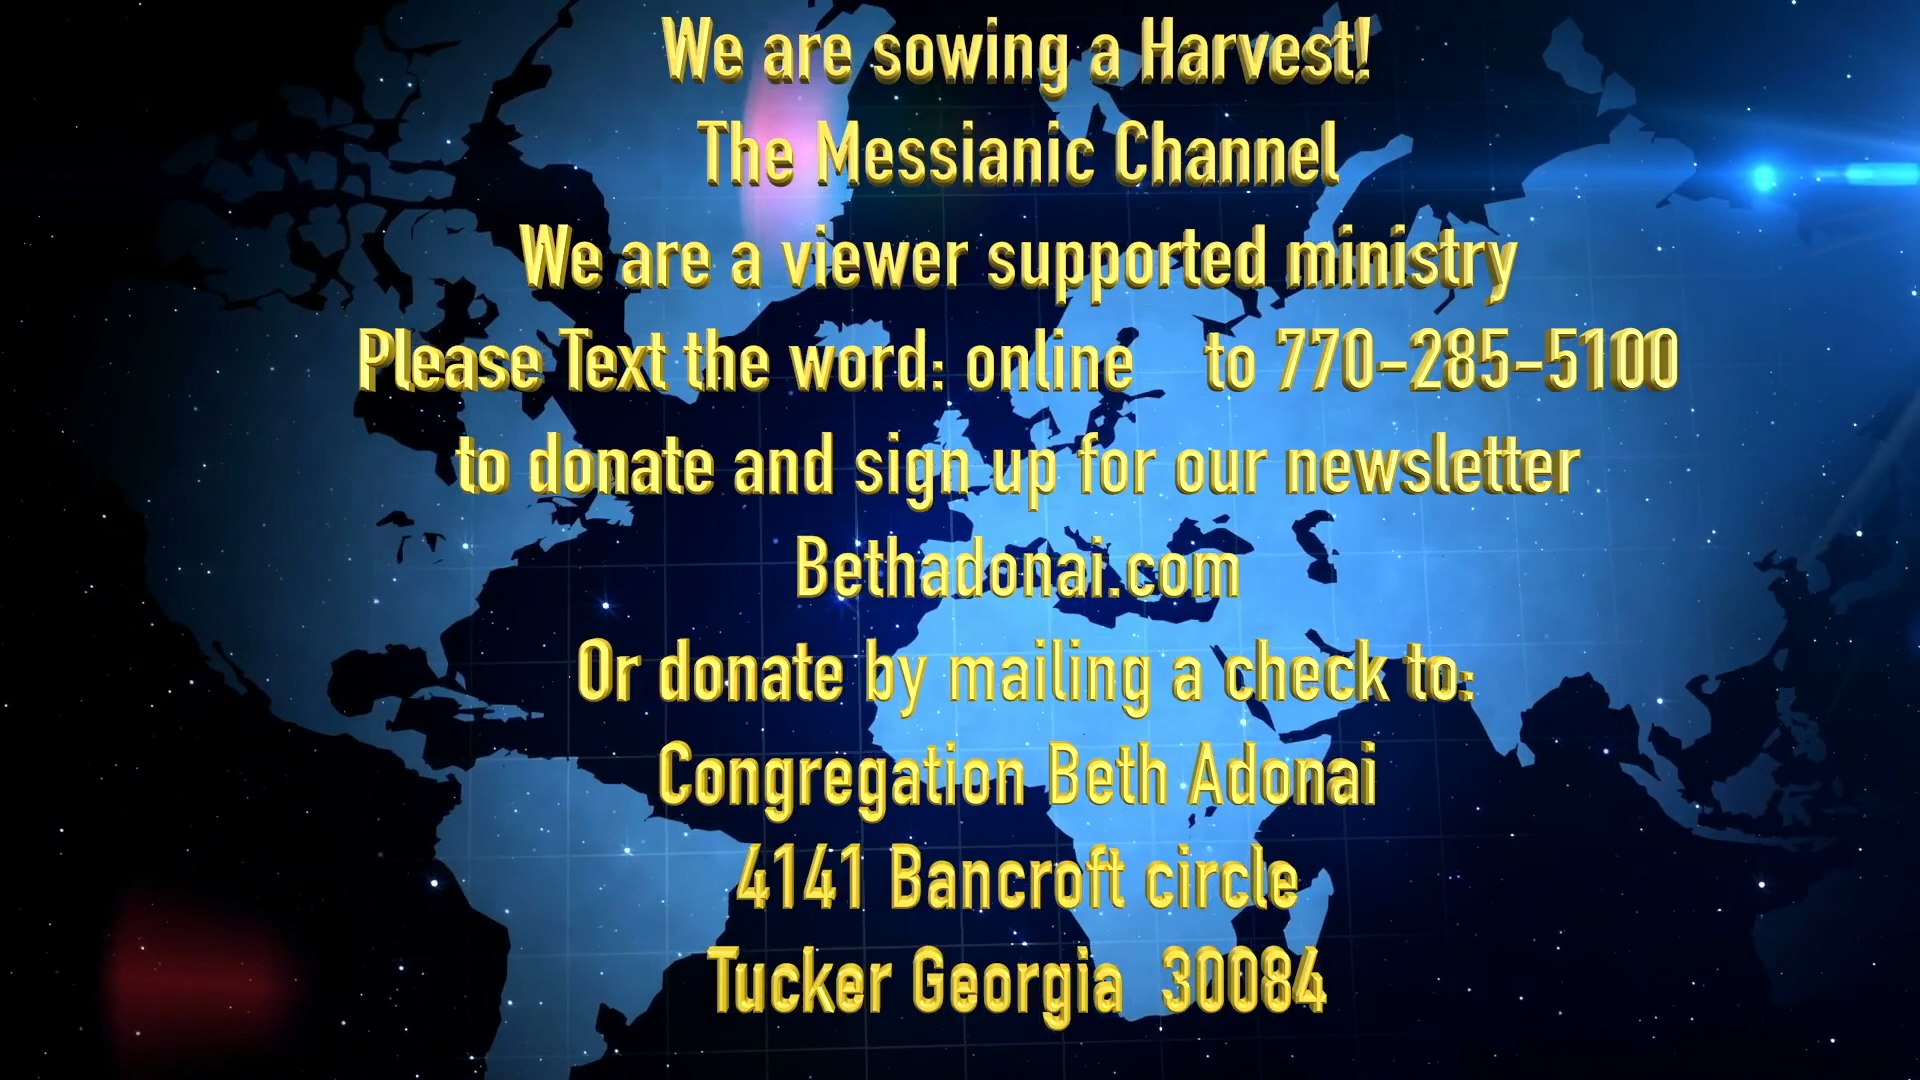 We are sowing a Harvest!
The Messianic Channel
We are a viewer supported ministry
Please Text the word: online to 770-285-5100
to donate and sign up for our newsletter
Bethadonai.com
Or donate by mailing a check to:
Congregation Beth Adonai
4141 Bancroft circle
Tucker Georgia 30084